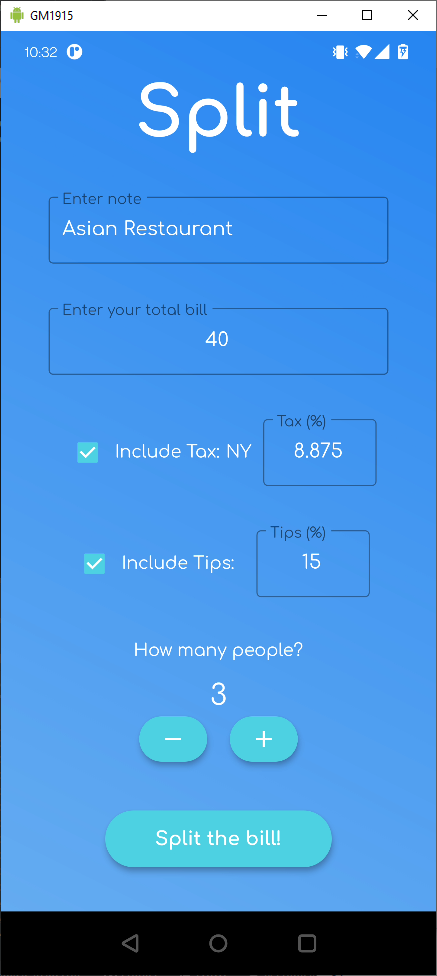 GM1915
10:32
Split
Enter note
Asian Restaurant
Enter your total bill
40
Tax (%)
Include Tax: NY
8.875
Tips (%)
Include Tips:
15
How many people?
3
Split the bill!